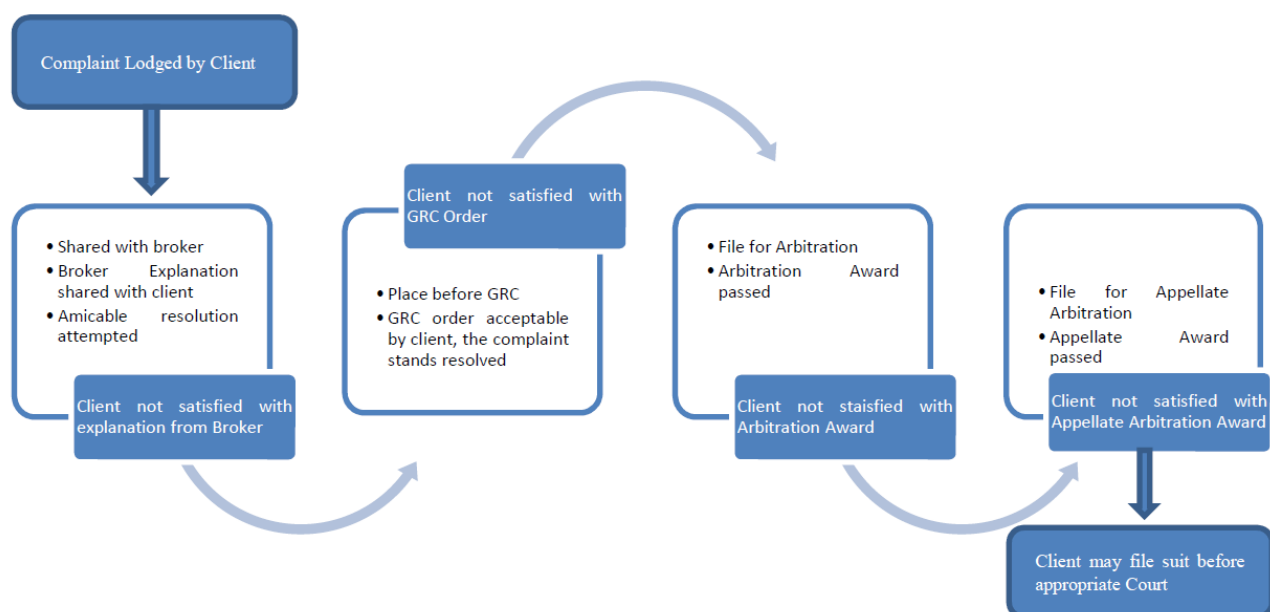 Complaint Lodged by Client
• Shared with broker
• Broker Explanation
shared with client
• Amicable resolution
attempted
Client not satisfied with
explanation from Broker
Client not satisfied with
GRC Order
• Place before GRC
• GRC order acceptable
by client, the complaint
stands resolved
• File for Arbitration
• Arbitration Award
passed
Client not staisfied with
Arbitration Award
• File for Appellate
Arbitration
• Appellate Award
passed
Client not satisfied with
Appellate Arbitration Award
Client may file suit before
appropriate Court